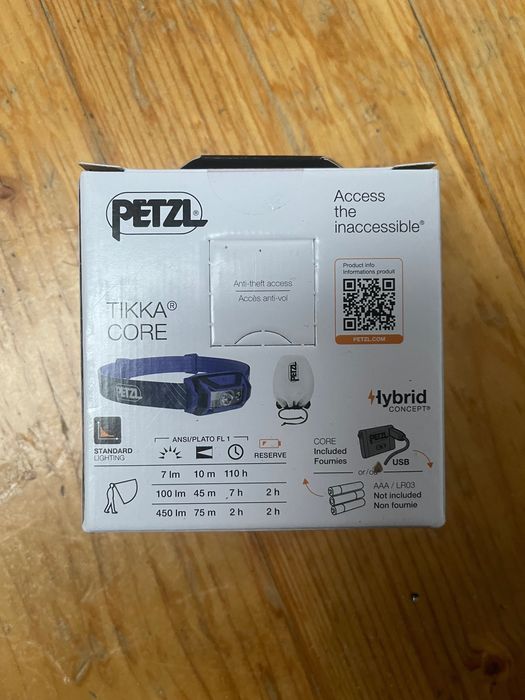 PETZL®
Access
the
inaccessible®
Anti-theft access
Accès anti-vol
Product info
Informations produit
PETZL.COM
TIKKA®
CORE
PETZL
PETZL
Hybrid
CONCEPT®
STANDARD
LIGHTING
ANSI/PLATO FL 1
RESERVE
7 lm 10 m 110 h
100 lm 45 m 7 h 2 h
450 lm 75 m 2 h 2 h
CORE
Included
Fournies
PETZL
USB
or/ou
AAA / LR03
Not included
Non fournie